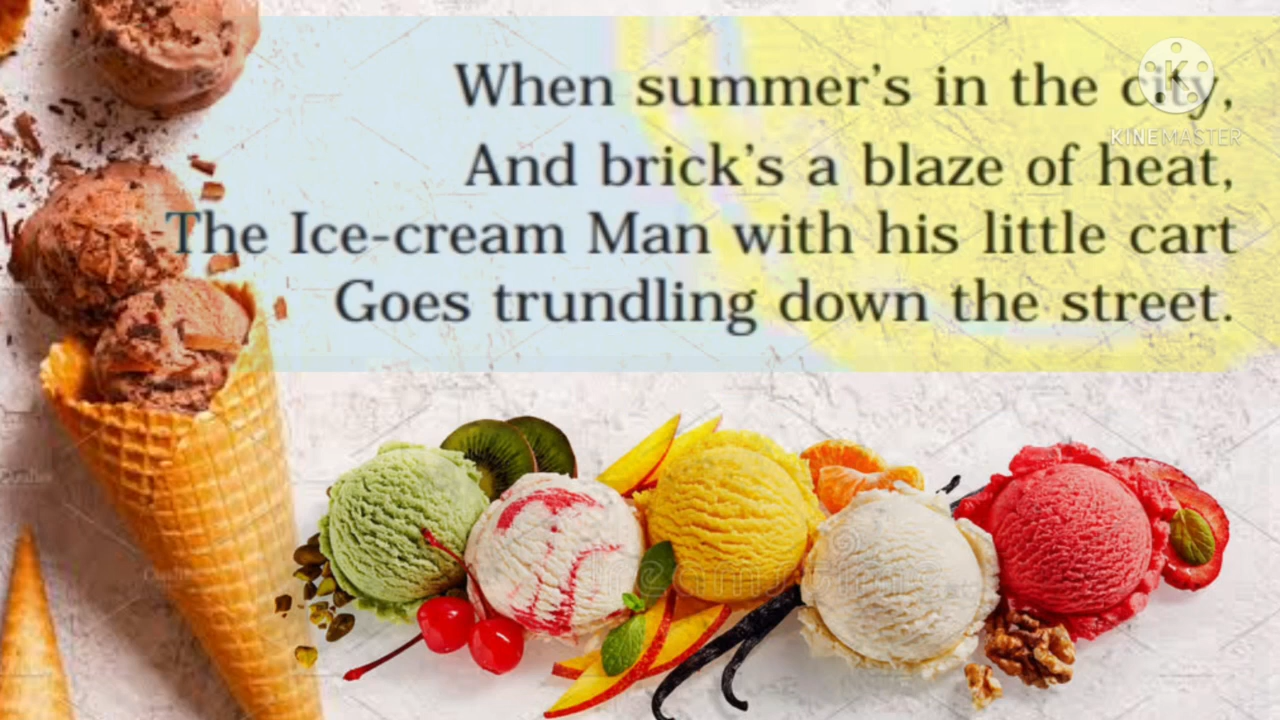 When summer's in the city,
And brick's a blaze of heat,
The Ice-cream Man with his little cart
Goes trundling down the street.
K
KINEMASTER